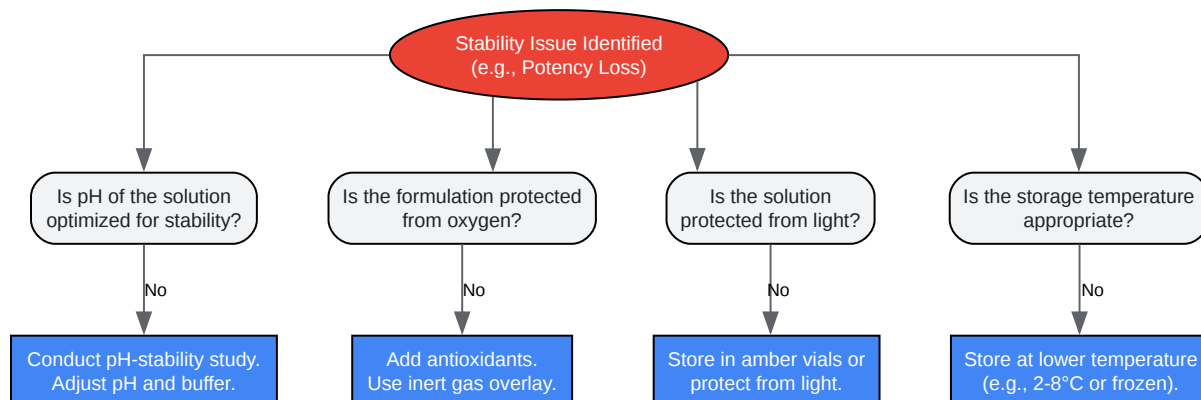 Stability Issue Identified
(e.g., Potency Loss)
Is pH of the solution
optimized for stability?
Is the formulation protected
from oxygen?
Is the solution
protected from light?
Is the storage temperature
appropriate?
No
No
No
No
Conduct pH-stability study.
Adjust pH and buffer.
Add antioxidants.
Use inert gas overlay.
Store in amber vials or
protect from light.
Store at lower temperature
(e.g., 2-8°C or frozen).